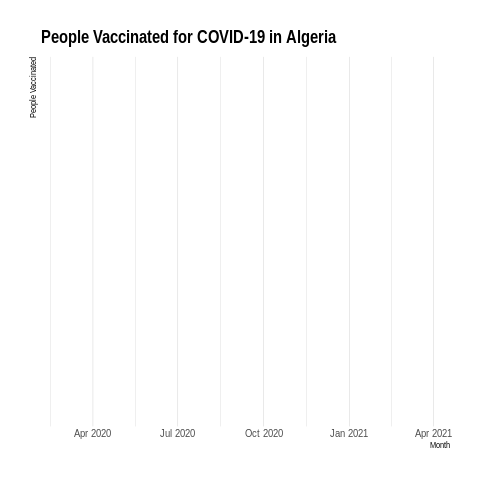 People Vaccinated for COVID-19 in Algeria
People Vaccinated
Apr 2020
Jul 2020
Oct 2020
Jan 2021
Apr 2021
Month